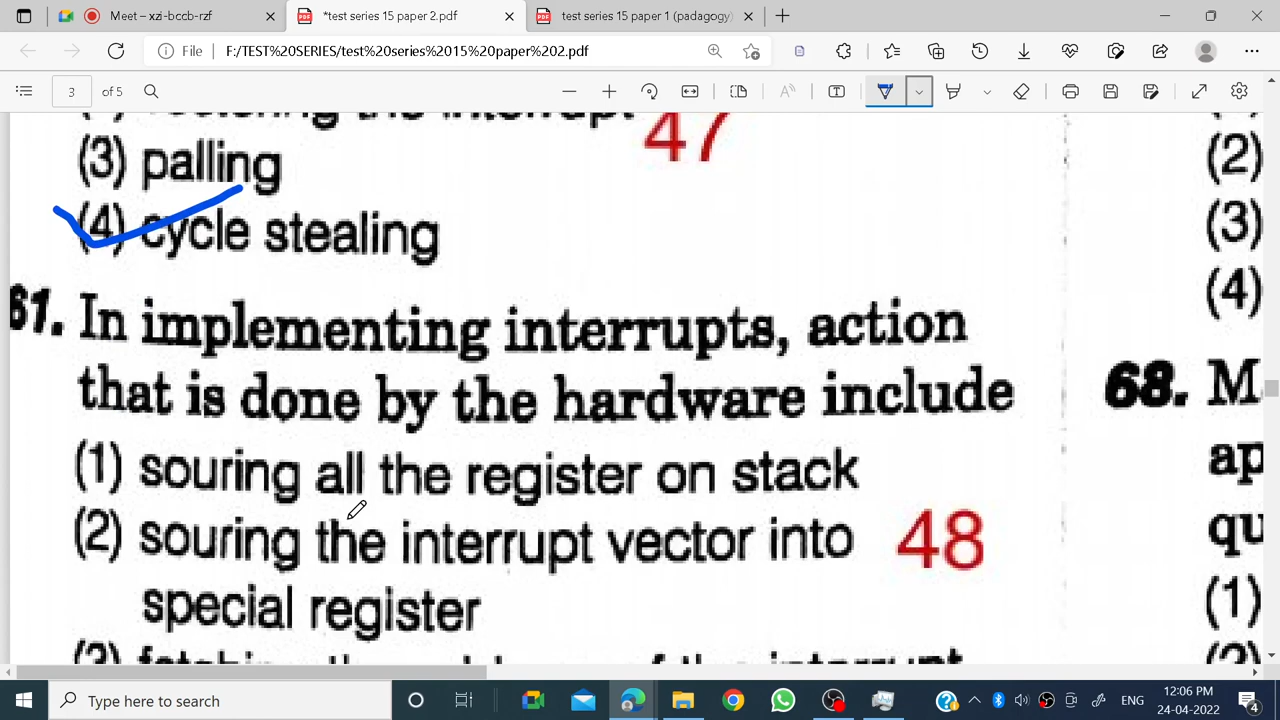 Meet – xzi-bccb-rzf
*test series 15 paper 2.pdf
test series 15 paper 1 (padagogy)
File
F:/TEST%20SERIES/test%20series%2015%20paper%202.pdf
3 of 5
47
(3) palling
(4) cycle stealing
61. In implementing interrupts, action
that is done by the hardware include
(1) souring all the register on stack
(2) souring the interrupt vector into
special register
48
(2)
(3)
(4)
68. M
ap
qu
(1)
Type here to search
ENG
12:06 PM
24-04-2022
4